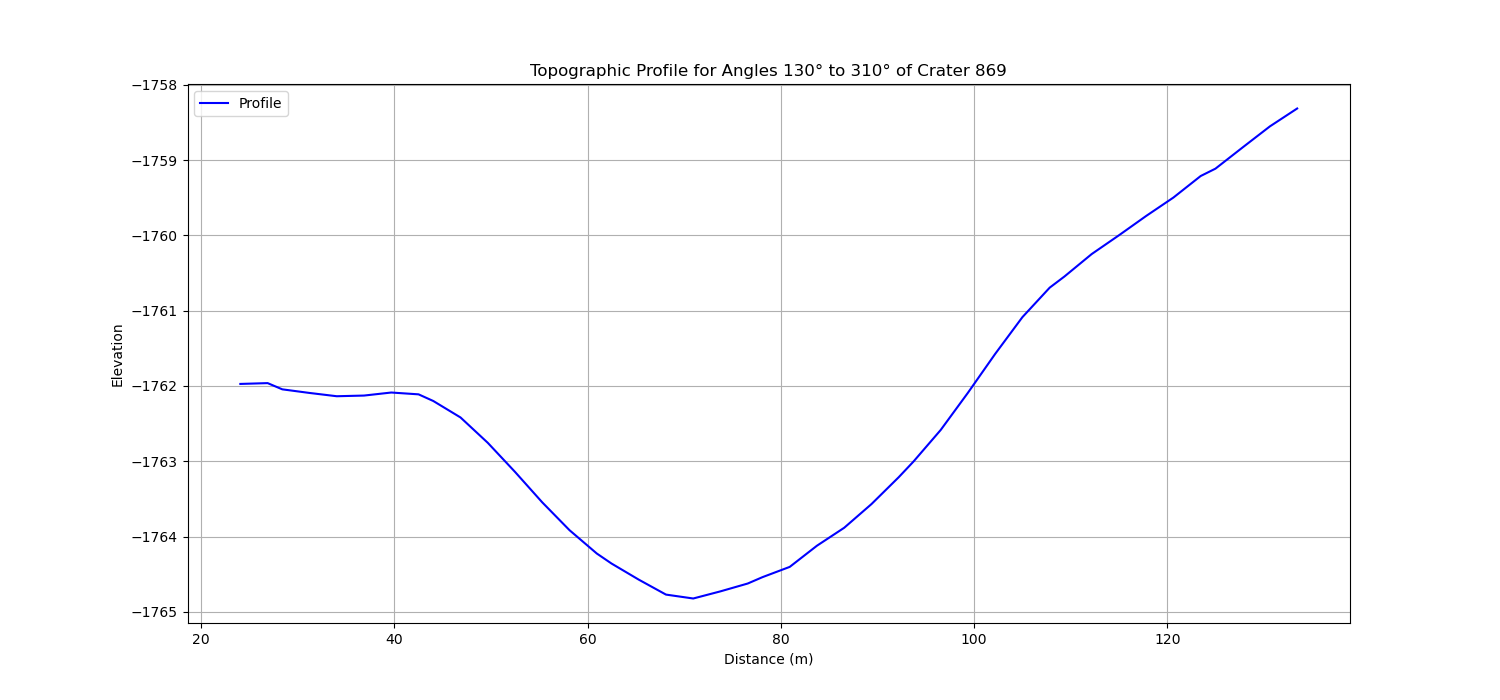 Topographic Profile for Angles 130° to 310° of Crater 869
Profile
−1758
−1759
−1760
−1761
−1762
−1763
−1764
−1765
Elevation
20 40 60 80 100 120
Distance (m)